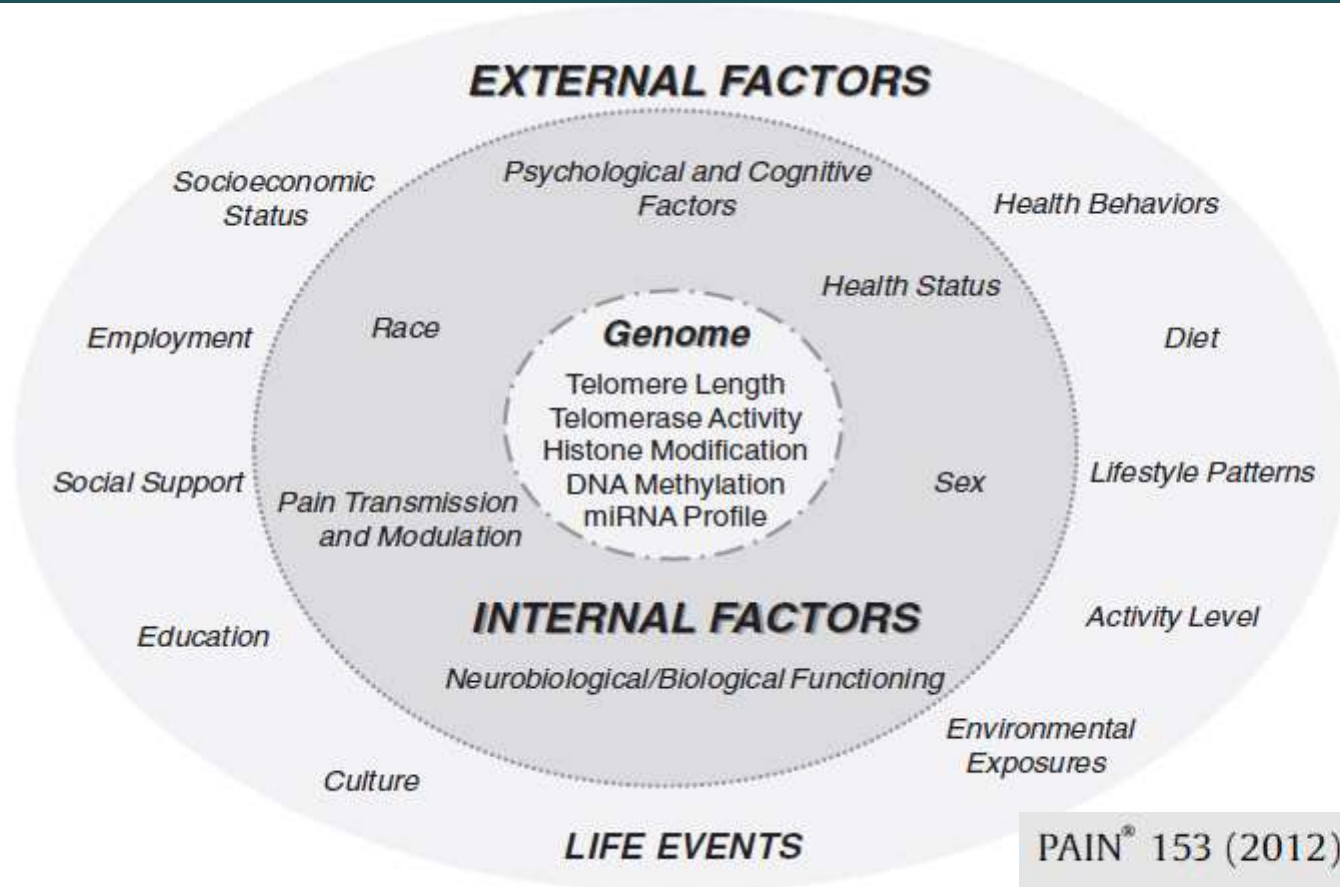 EXTERNAL FACTORS
Socioeconomic
Status
Psychological and Cognitive
Factors
Health Behaviors
Health Status
Employment
Race
Genome
Diet
Telomere Length
Telomerase Activity
Histone Modification
DNA Methylation
miRNA Profile
Social Support
Pain Transmission
and Modulation
Sex
Lifestyle Patterns
INTERNAL FACTORS
Activity Level
Education
Neurobiological/Biological Functioning
Environmental
Exposures
Culture
LIFE EVENTS
PAIN® 153 (2012)